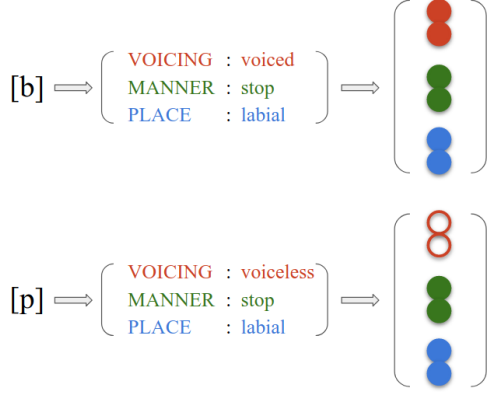 VOICING : voiced
[b] MANNER : stop
PLACE : labial
VOICING : voiceless
[p] MANNER : stop
PLACE : labial